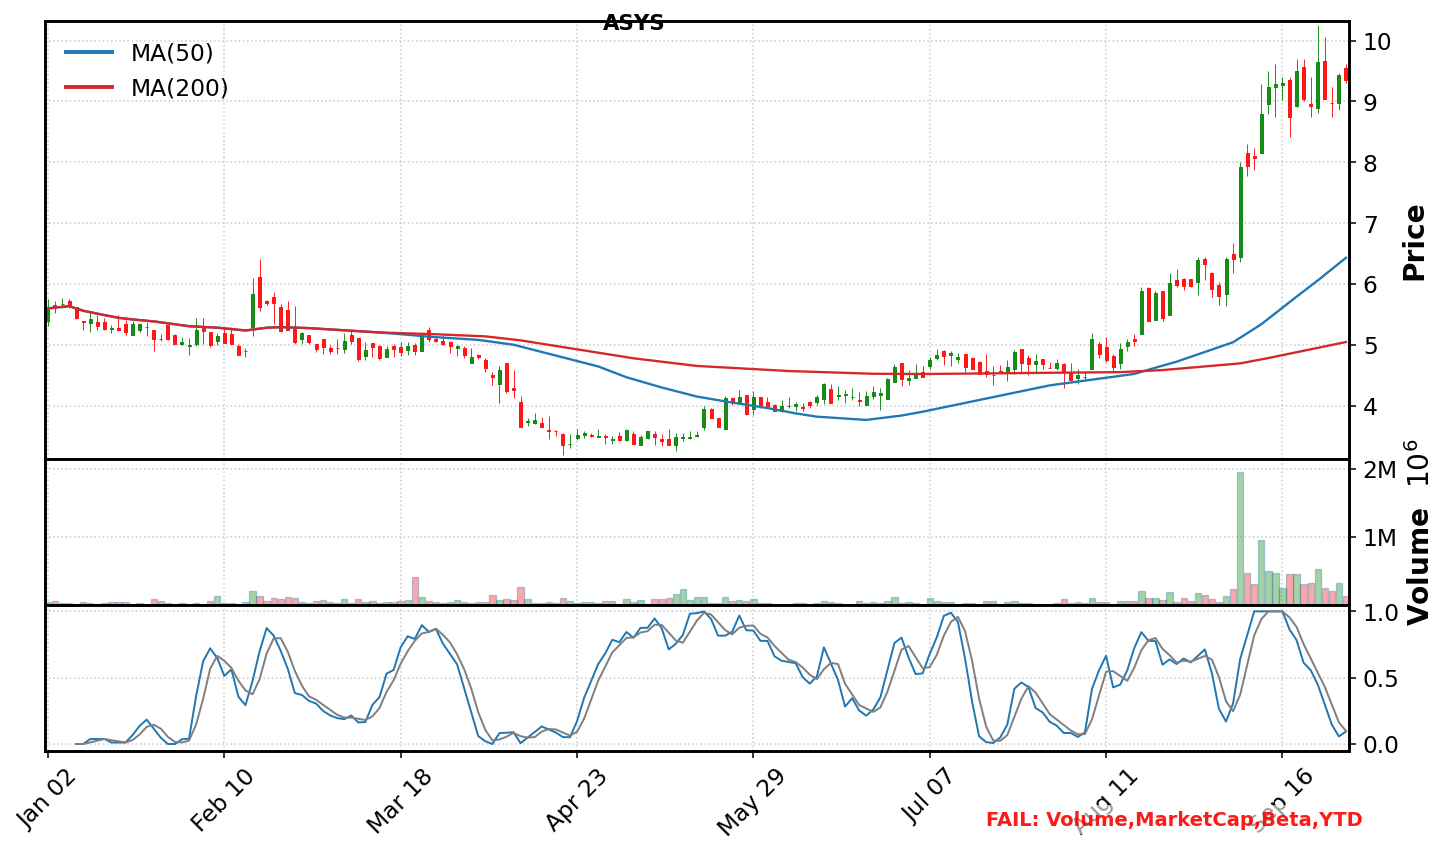 ASYS
MA(50)
MA(200)
10
9
8
7
6
5
4
Price
2M
1M
Volume 10^6
1.0
0.5
0.0
Jan 02
Feb 10
Mar 18
Apr 23
May 29
Jul 07
Aug 11
Sep 16
FAIL: Volume,MarketCap,Beta,YTD